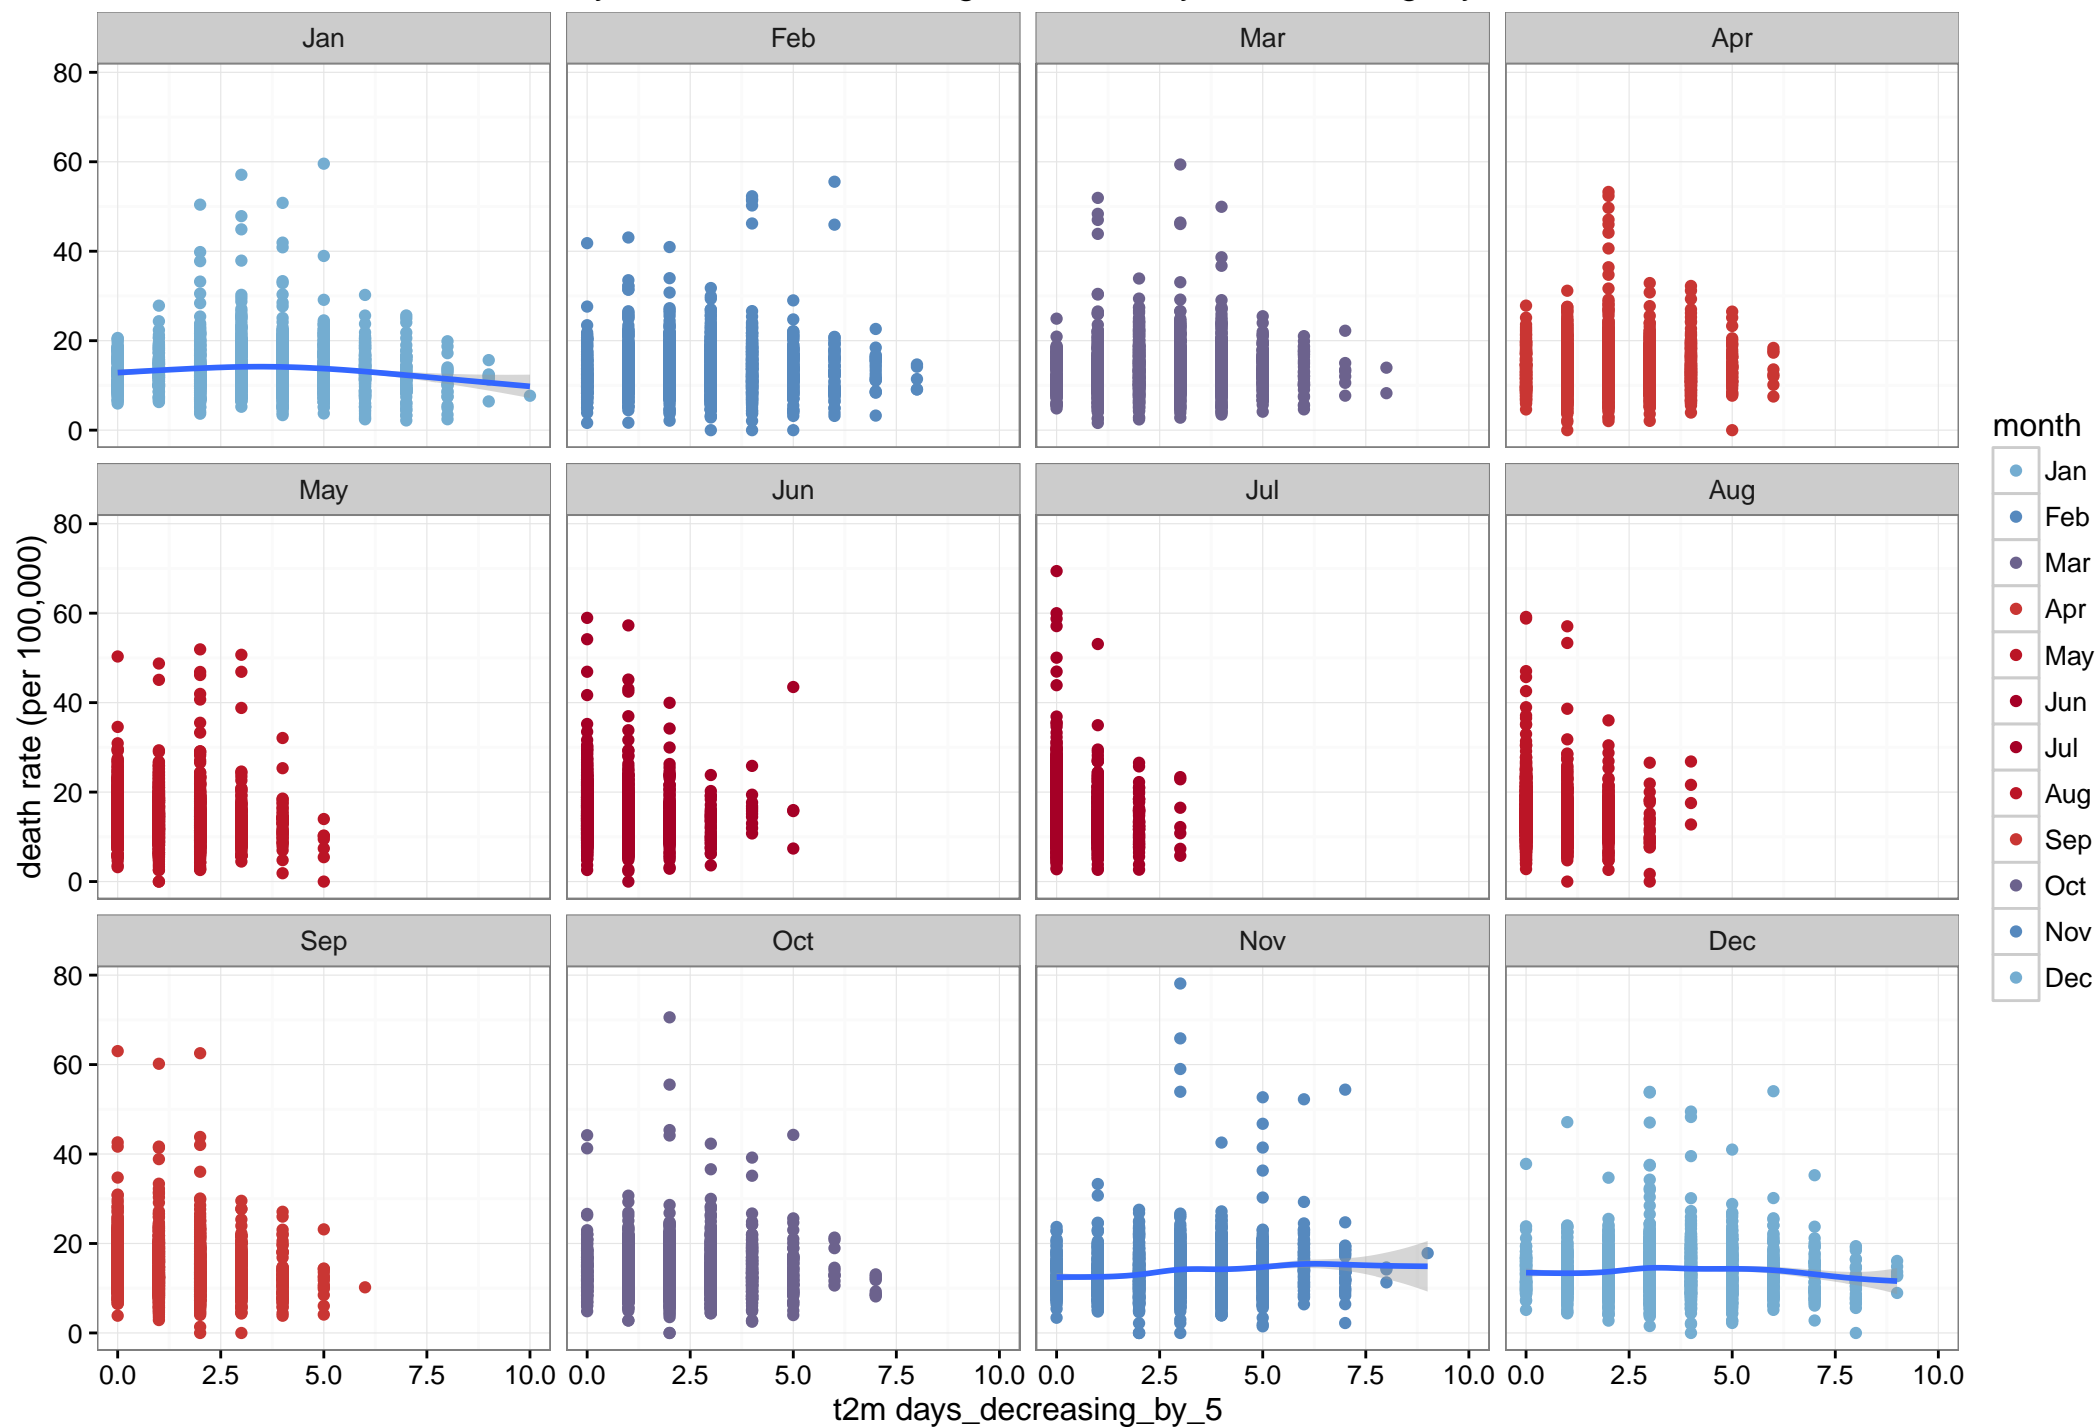 Jan Feb Mar Apr
80
60
40
20
0
May Jun Jul Aug
80
60
40
20
0
Sep Oct Nov Dec
80
60
40
20
0
0.0 2.5 5.0 7.5 10.0 0.0 2.5 5.0 7.5 10.0 0.0 2.5 5.0 7.5 10.0 0.0 2.5 5.0 7.5 10.0
t2m days_decreasing_by_5
death rate (per 100,000)
month
Jan
Feb
Mar
Apr
May
Jun
Jul
Aug
Sep
Oct
Nov
Dec